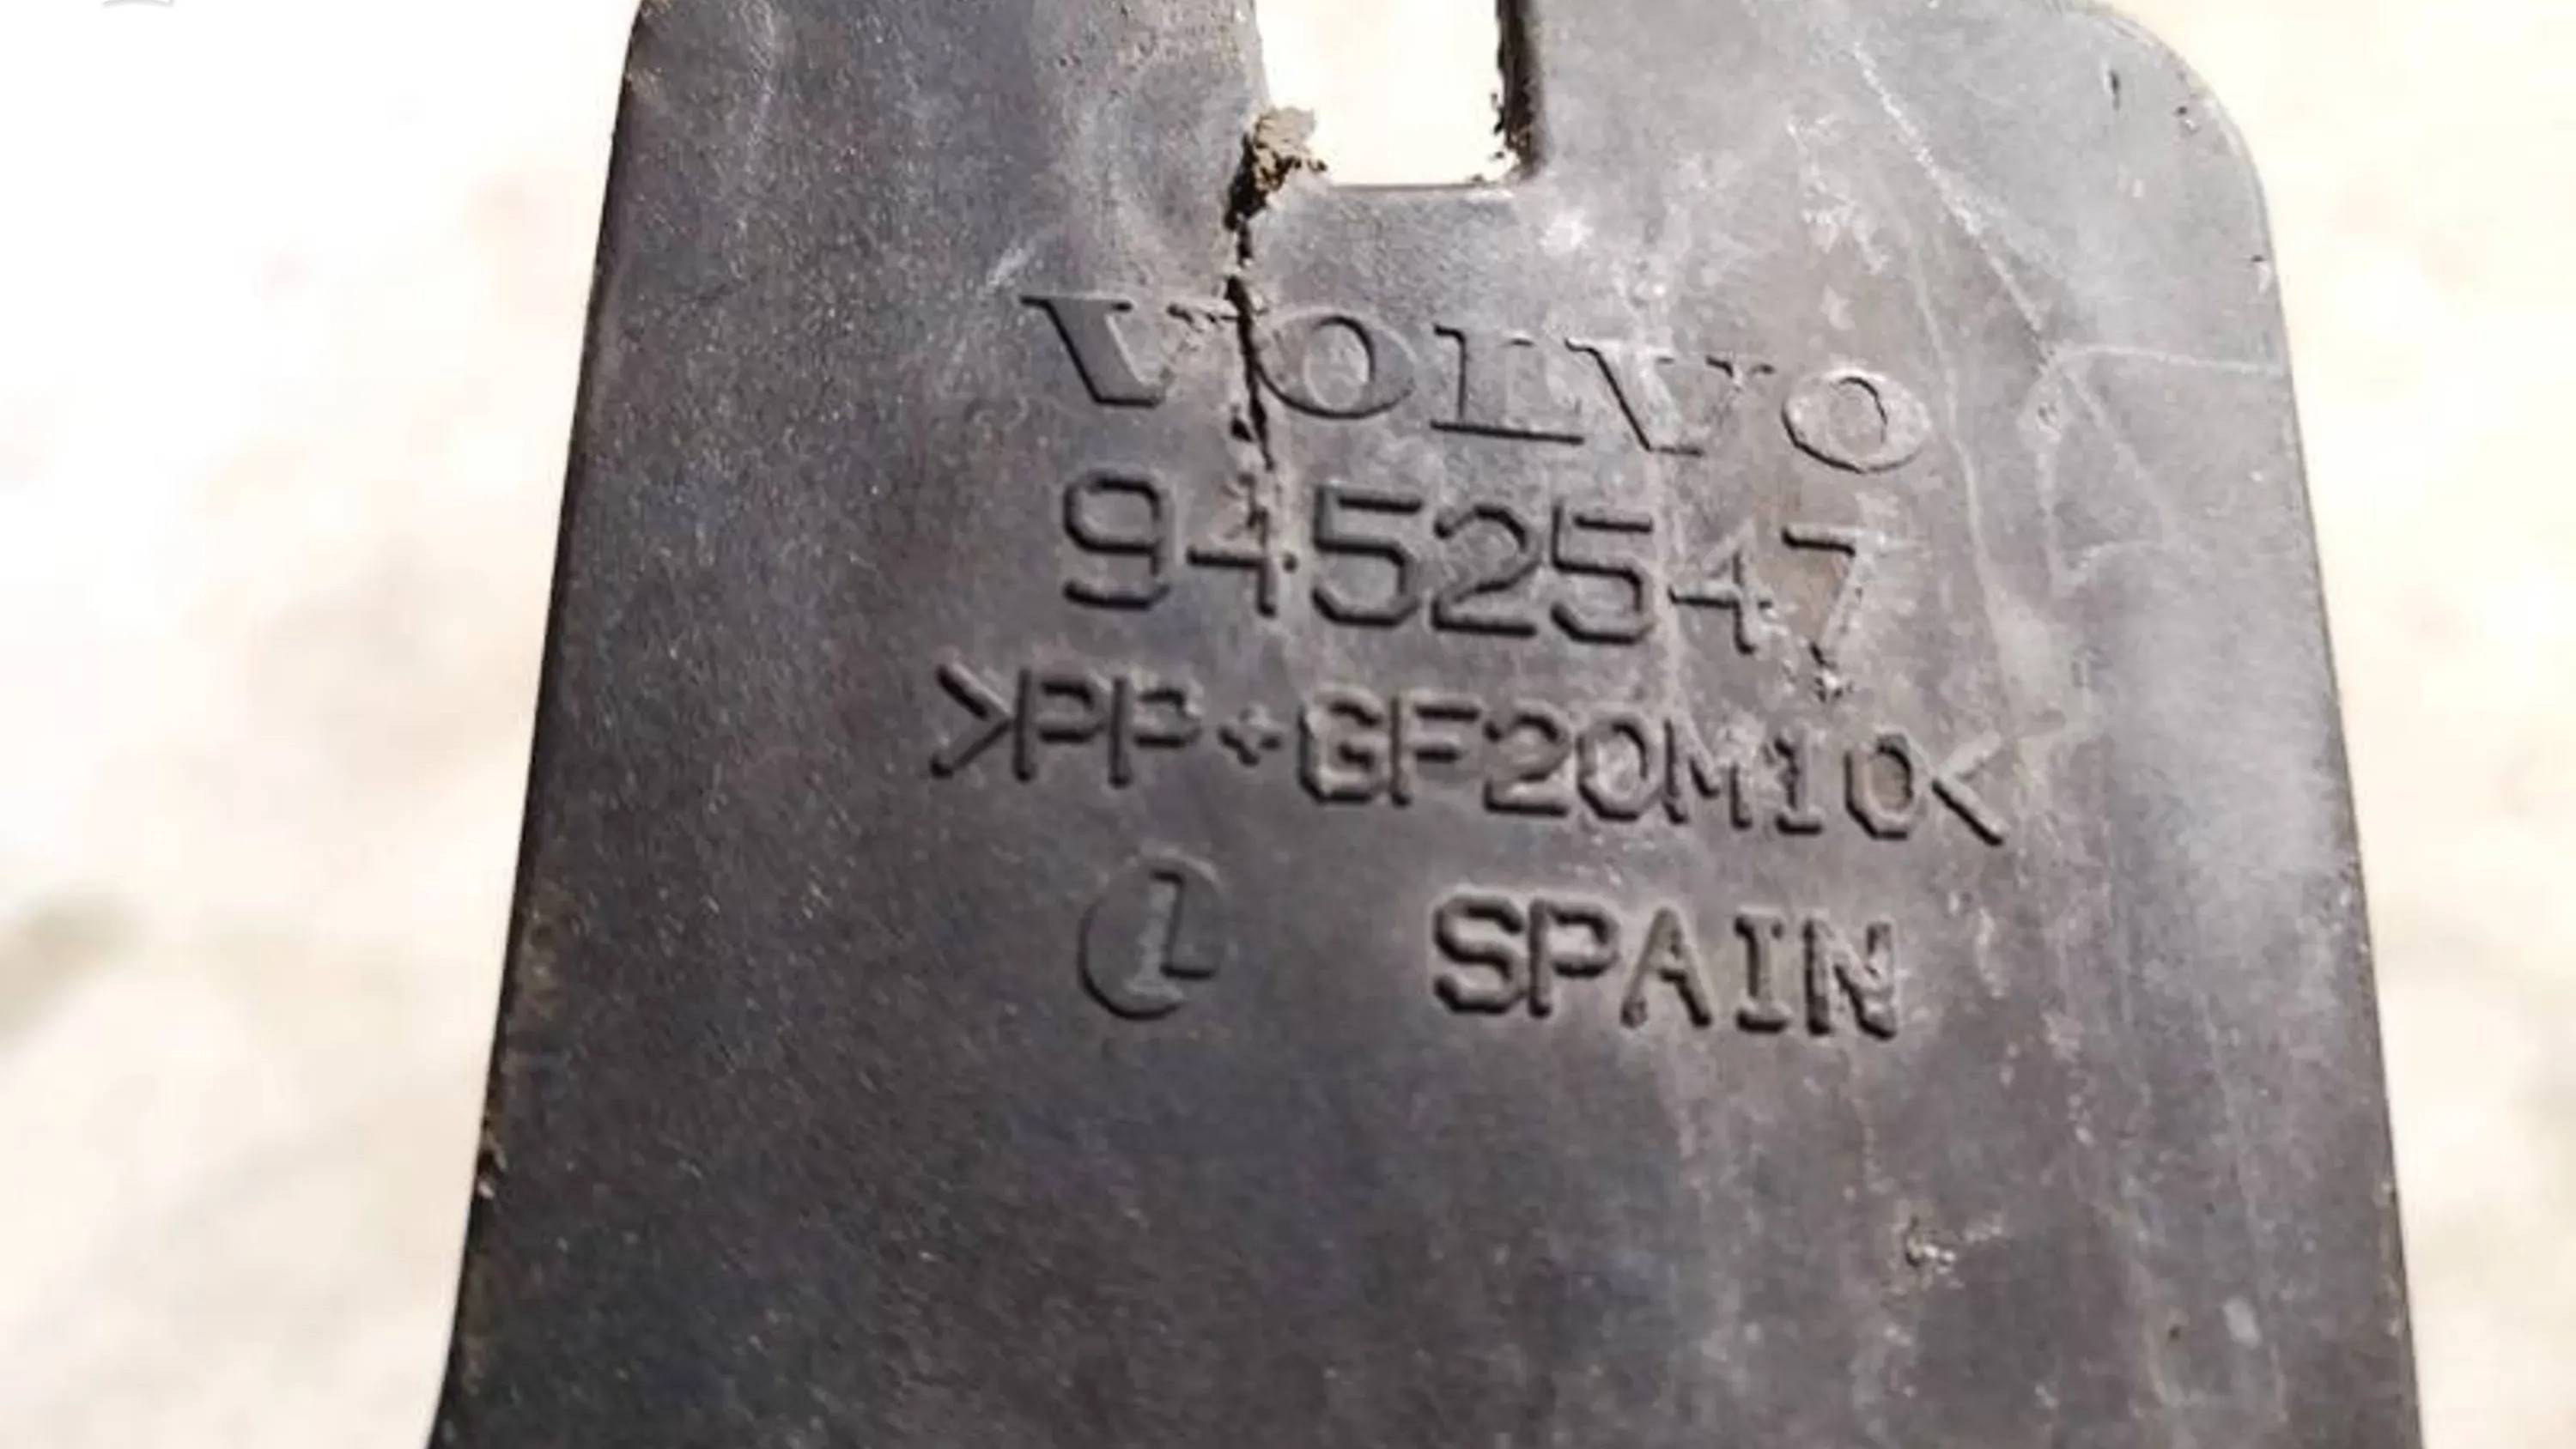 VOLVO
9452547
>PP+GF20M10<
L SPAIN